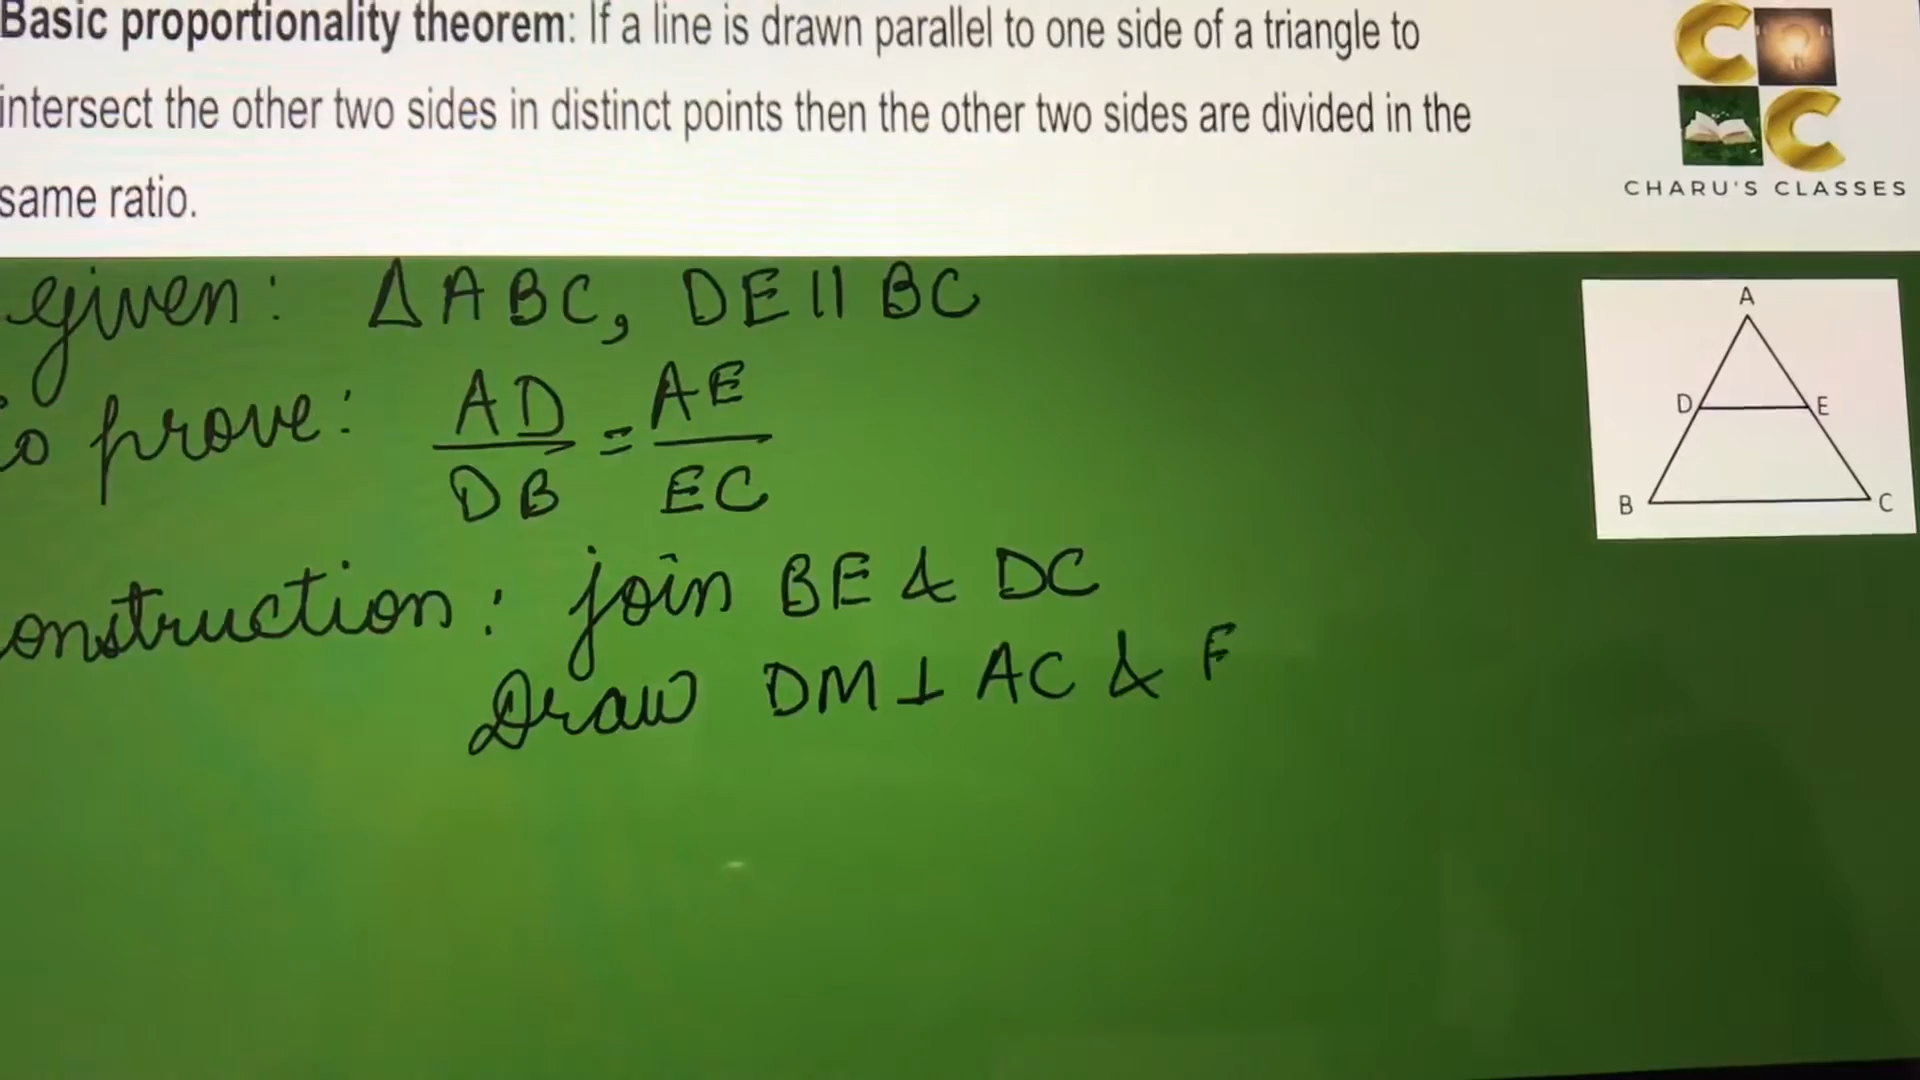 Basic proportionality theorem: If a line is drawn parallel to one side of a triangle to
intersect the other two sides in distinct points then the other two sides are divided in the
same ratio.
C C
CHARU'S CLASSES
given: Δ ABC, DE || BC
To prove: AD/DB = AE/EC
onstruction: join BE & DC
Draw DM ⊥ AC & E
A
D E
B C